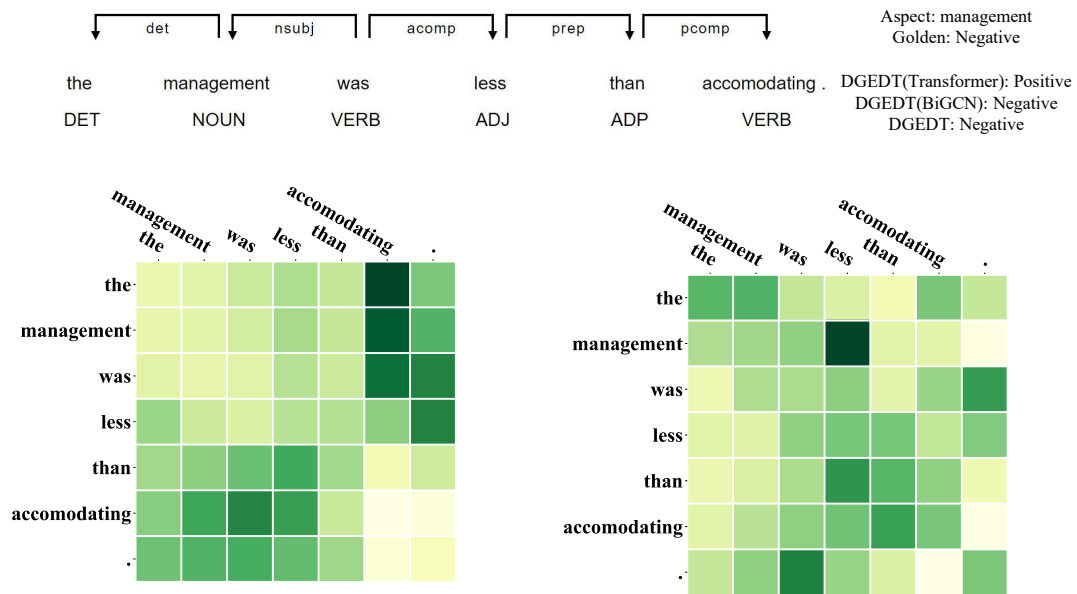 det nsubj acomp prep pcomp
Aspect: management
Golden: Negative
the management was less than accomodating .
DET NOUN VERB ADJ ADP VERB
DGEDT(Transformer): Positive
DGEDT(BiGCN): Negative
DGEDT: Negative
the management was less than accomodating .
the
management
was
less
than
accomodating
.
the management was less than accomodating .
the
management
was
less
than
accomodating
.